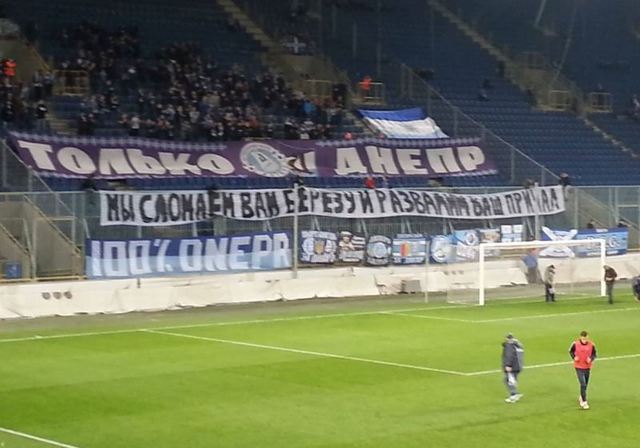 ТОЛЬКО ДНЕПР
МЫ СЛОМАЕМ ВАМ БЕРЕЗУ И РАЗВАЛИМ ВАШ ПРИЧАЛ
100% DNEPR